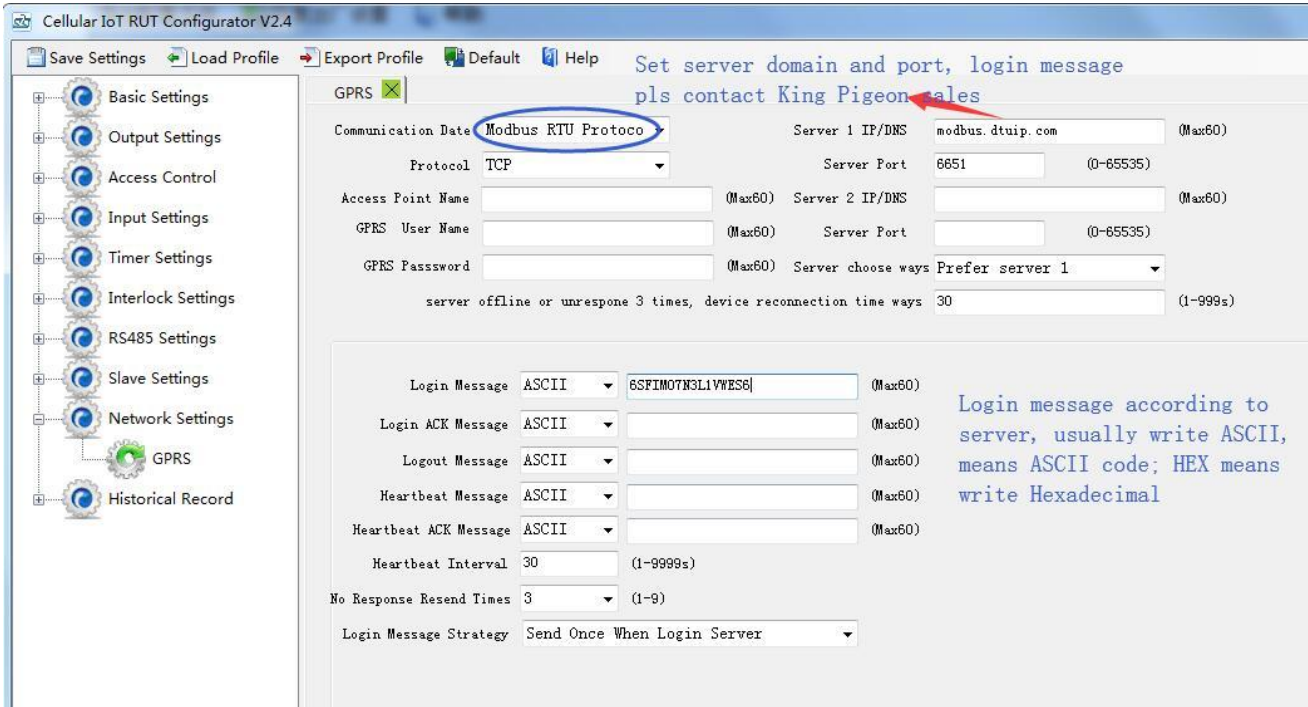 Cellular IoT RUT Configurator V2.4
Save Settings Load Profile Export Profile Default Help
Set server domain and port, login message
pls contact King Pigeon sales
Basic Settings
Output Settings
Access Control
Input Settings
Timer Settings
Interlock Settings
RS485 Settings
Slave Settings
Network Settings
GPRS
Historical Record
GPRS
Communication Date Modbus RTU Protoco Server 1 IP/DNS modbus.dtuip.com (Max60)
Protocol TCP Server Port 6651 (0-65535)
Access Point Name (Max60) Server 2 IP/DNS (Max60)
GPRS User Name (Max60) Server Port (0-65535)
GPRS Passsword (Max60) Server choose ways Prefer server 1
server offline or unrespone 3 times, device reconnection time ways 30 (1-999s)
Login Message ASCII 6SFIMO7N3L1VWES6 (Max60)
Login ACK Message ASCII (Max60)
Logout Message ASCII (Max60)
Heartbeat Message ASCII (Max60)
Heartbeat ACK Message ASCII (Max60)
Heartbeat Interval 30 (1-9999s)
No Response Resend Times 3 (1-9)
Login Message Strategy Send Once When Login Server
Login message according to
server, usually write ASCII,
means ASCII code; HEX means
write Hexadecimal